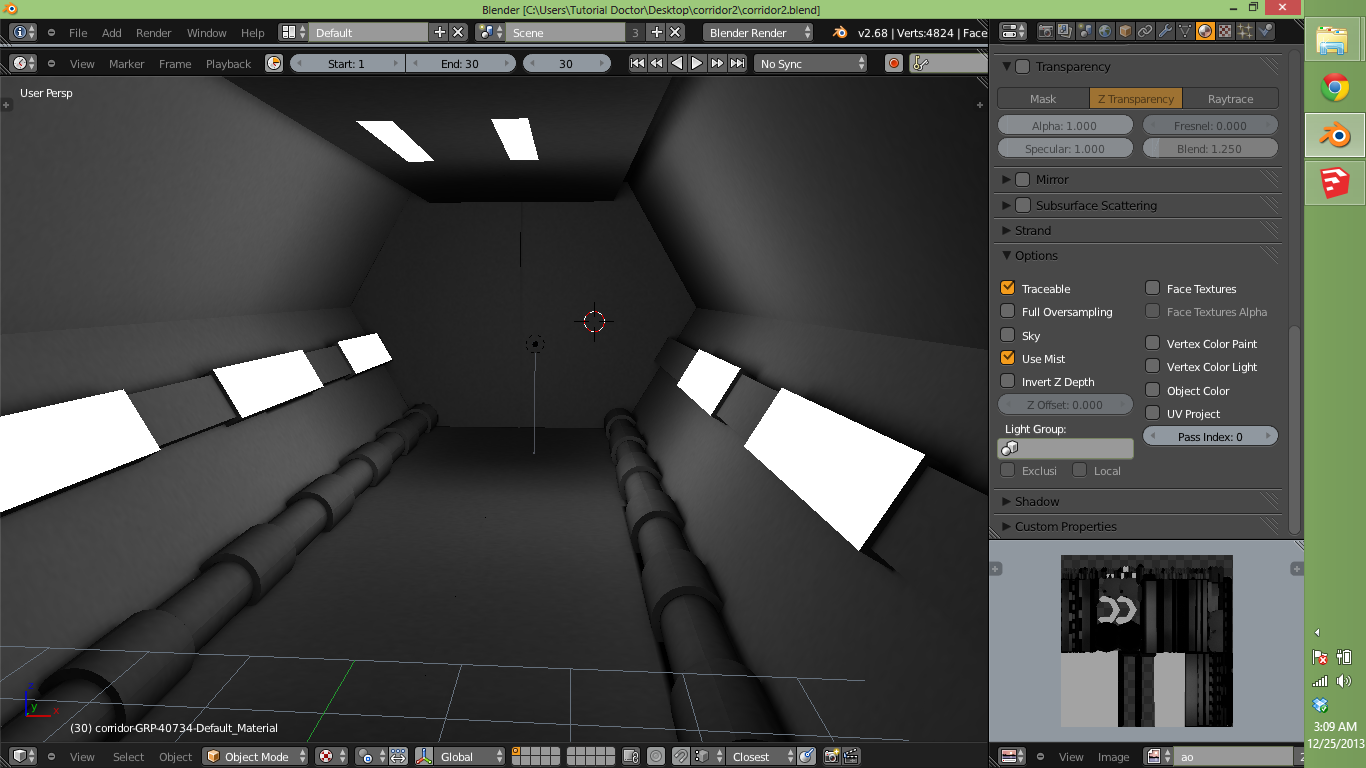 Blender [C:\Users\Tutorial Doctor\Desktop\corridor2\corridor2.blend]
File Add Render Window Help Default Scene 3 Blender Render v2.68 | Verts:4824 | Face
View Marker Frame Playback Start: 1 End: 30 30 No Sync
User Persp
Transparency
Mask Z Transparency Raytrace
Alpha: 1.000 Fresnel: 0.000
Specular: 1.000 Blend: 1.250
Mirror
Subsurface Scattering
Strand
Options
Traceable Face Textures
Full Oversampling Face Textures Alpha
Sky
Vertex Color Paint
Use Mist
Vertex Color Light
Invert Z Depth
Object Color
Z Offset: 0.000
UV Project
Light Group:
Pass Index: 0
Exclusi Local
Shadow
Custom Properties
z
y x
(30) corridor-GRP-40734-Default_Material
View Select Object Object Mode Global Closest
View Image ao
3:09 AM
12/25/2013